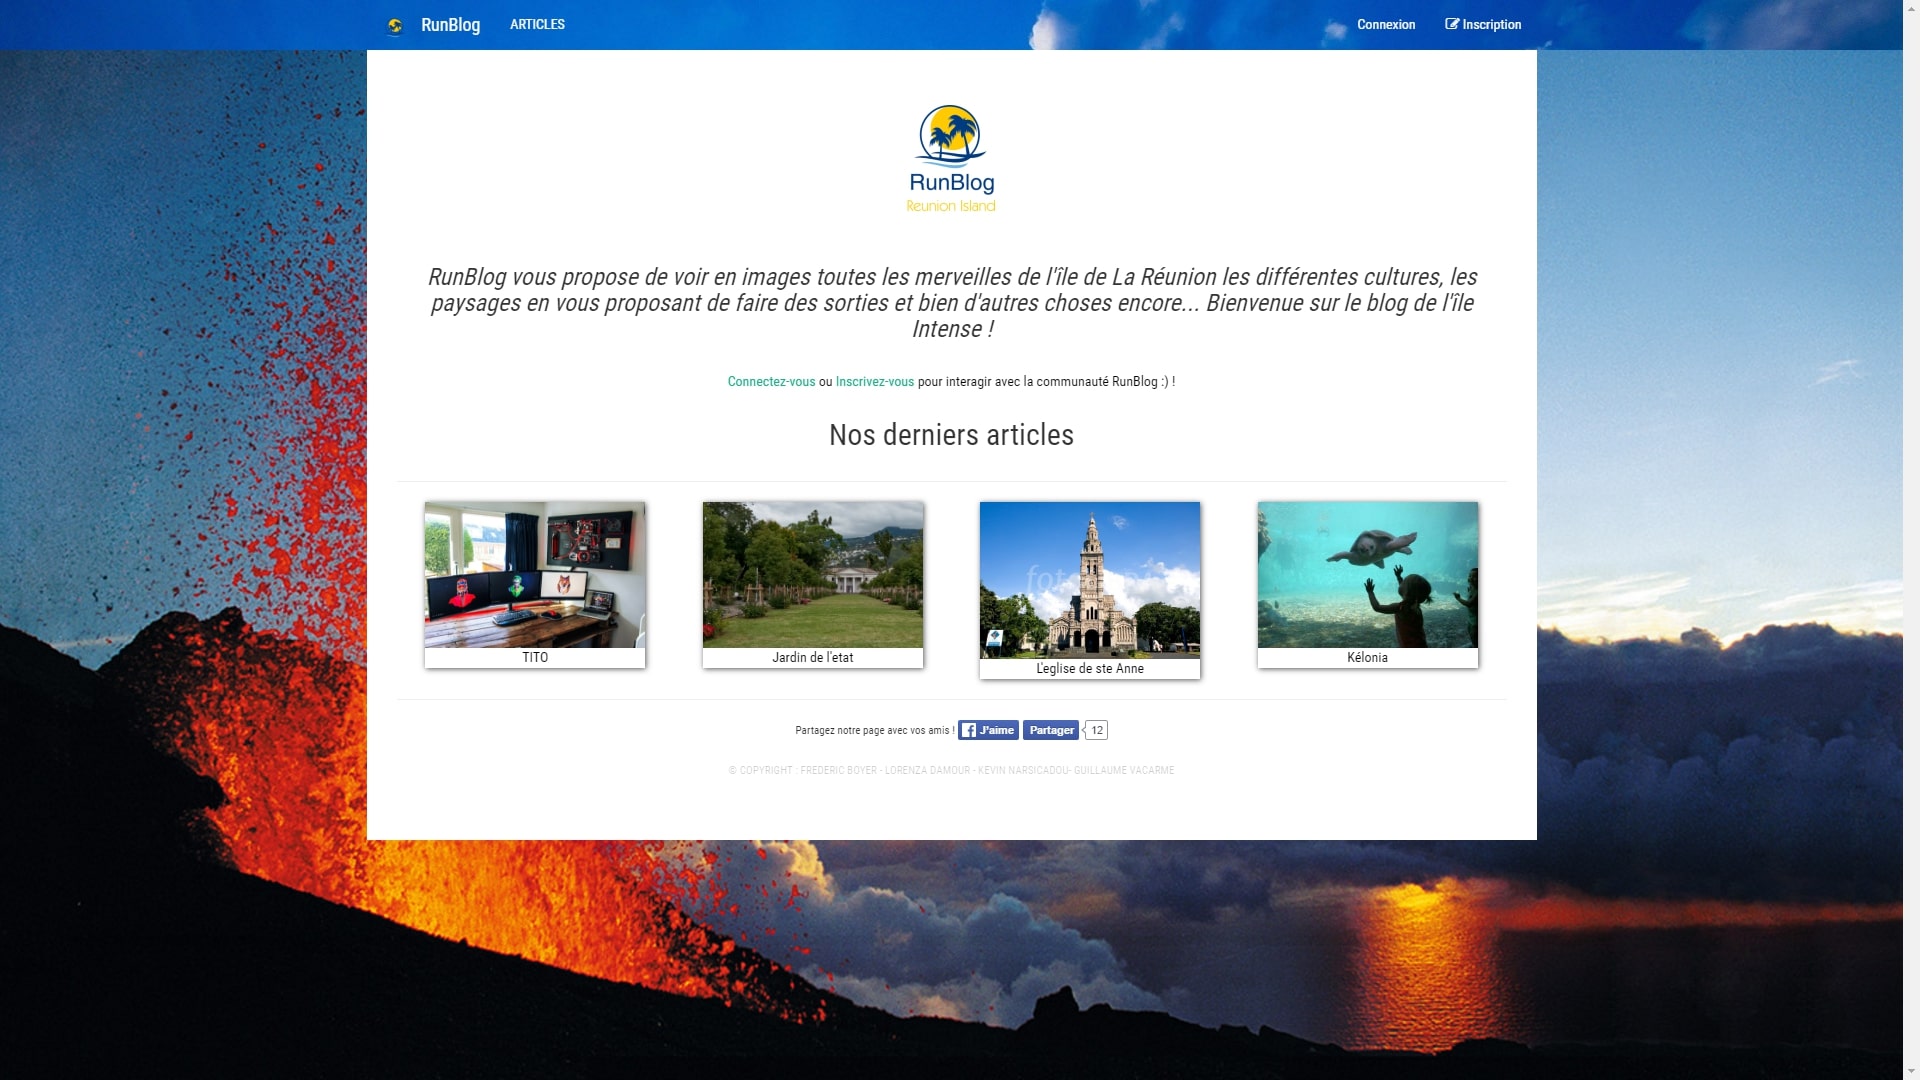 RunBlog ARTICLES Connexion Inscription
RunBlog
Reunion Island
RunBlog vous propose de voir en images toutes les merveilles de l'île de La Réunion les différentes cultures, les
paysages en vous proposant de faire des sorties et bien d'autres choses encore... Bienvenue sur le blog de l'île
Intense !
Connectez-vous ou Inscrivez-vous pour interagir avec la communauté RunBlog :) !
Nos derniers articles
TITO
Jardin de l'etat
L'eglise de ste Anne
Kélonia
Partagez notre page avec vos amis ! J'aime Partager 12
© COPYRIGHT : FREDERIC BOYER - LORENZA DAMOUR - KEVIN NARSICADOU- GUILLAUME VACARME